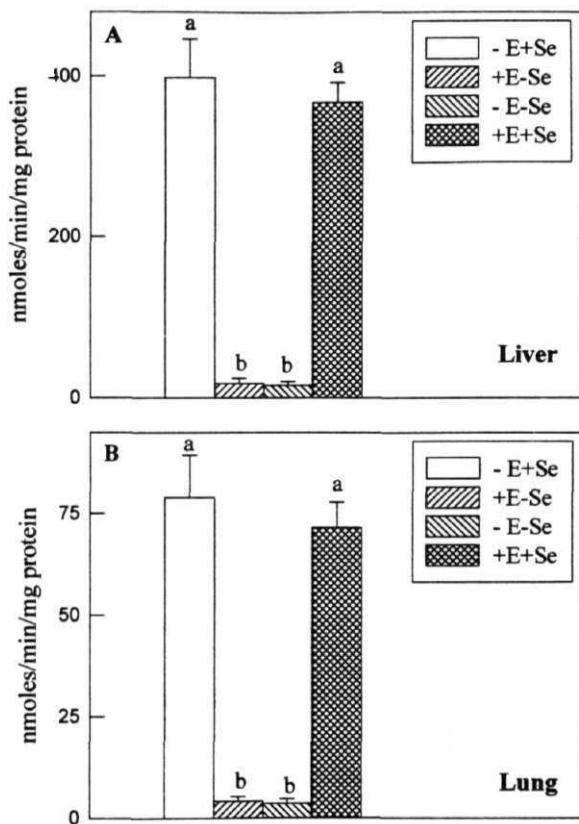 A
a
a
- E+Se
+E-Se
- E-Se
+E+Se
400
200
0
nmoles/min/mg protein
b
b
Liver
B
a
a
- E+Se
+E-Se
- E-Se
+E+Se
75
50
25
0
nmoles/min/mg protein
b
b
Lung